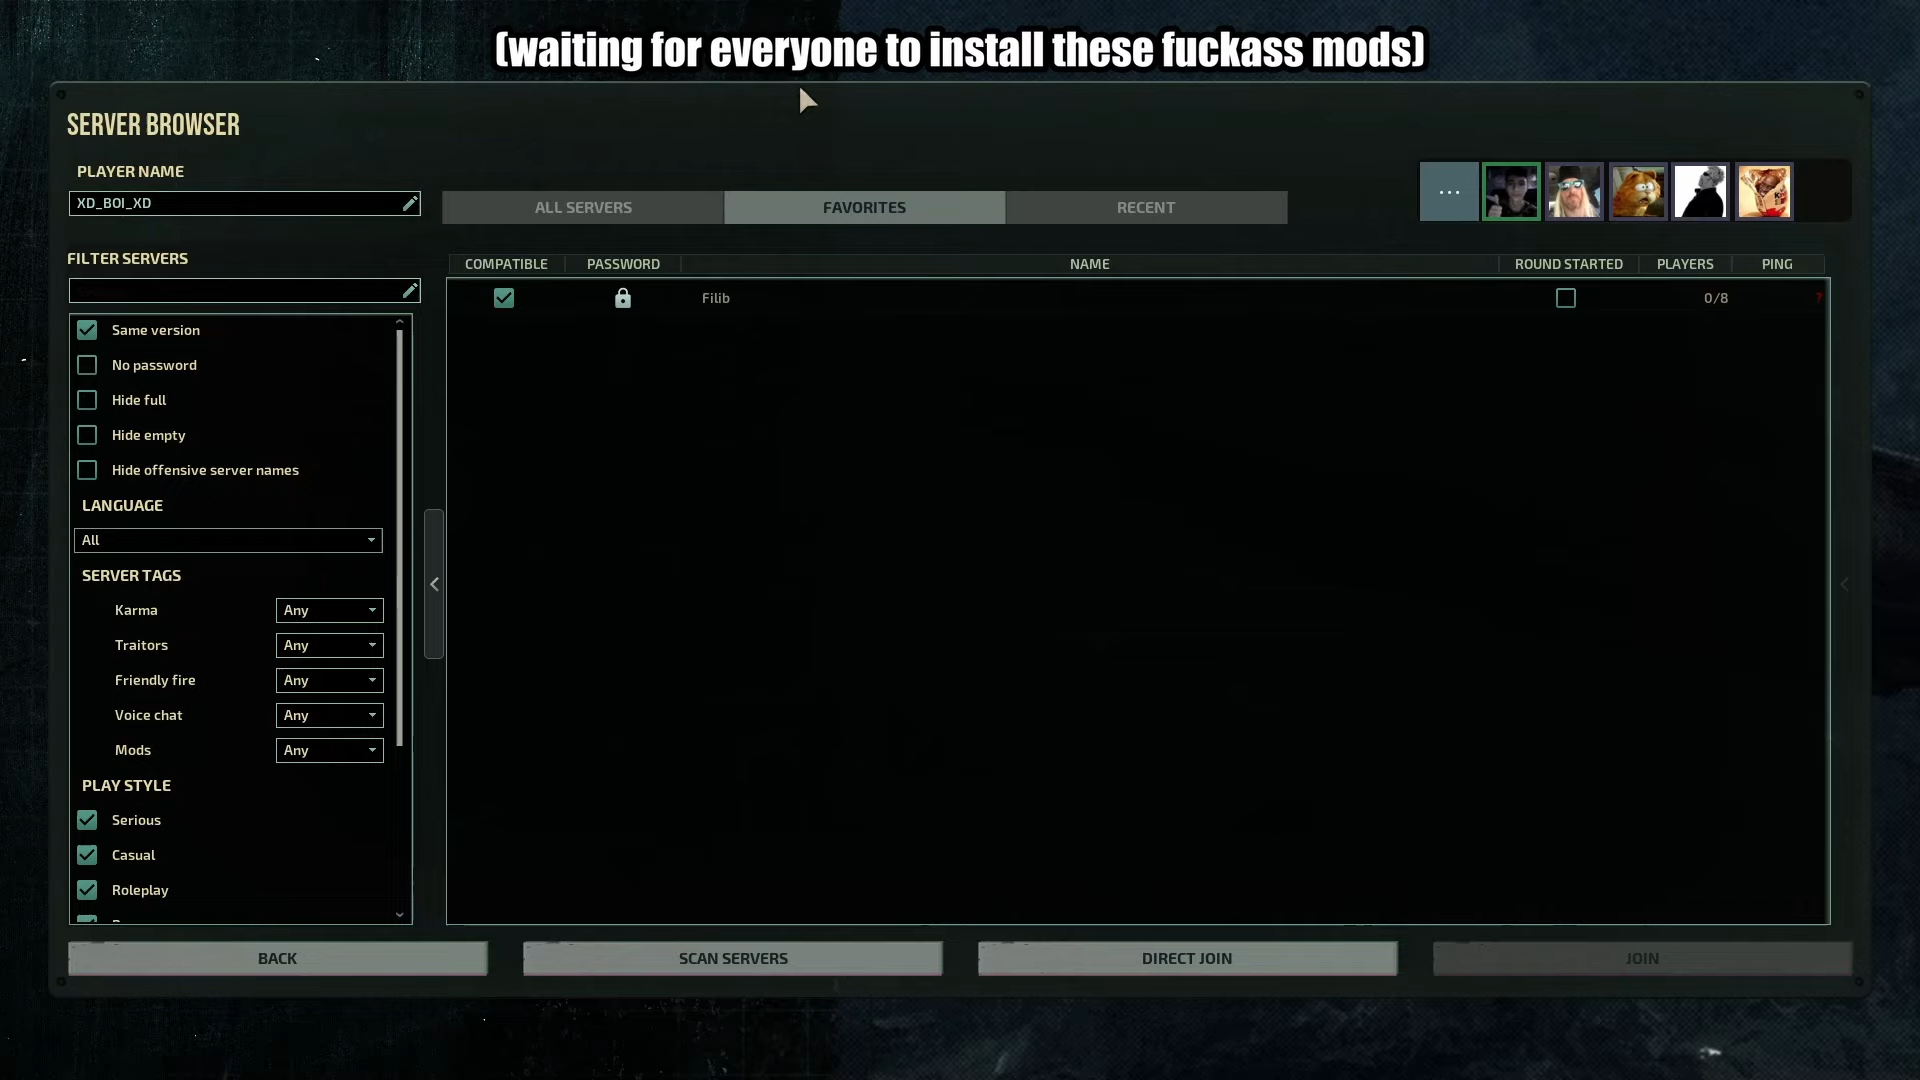 (waiting for everyone to install these fuckass mods)
SERVER BROWSER
PLAYER NAME
XD_BOI_XD
ALL SERVERS FAVORITES RECENT
...
FILTER SERVERS
COMPATIBLE PASSWORD NAME ROUND STARTED PLAYERS PING
Filib 0/8 ?
Same version
No password
Hide full
Hide empty
Hide offensive server names
LANGUAGE
All
SERVER TAGS
Karma Any
Traitors Any
Friendly fire Any
Voice chat Any
Mods Any
PLAY STYLE
Serious
Casual
Roleplay
BACK SCAN SERVERS DIRECT JOIN JOIN